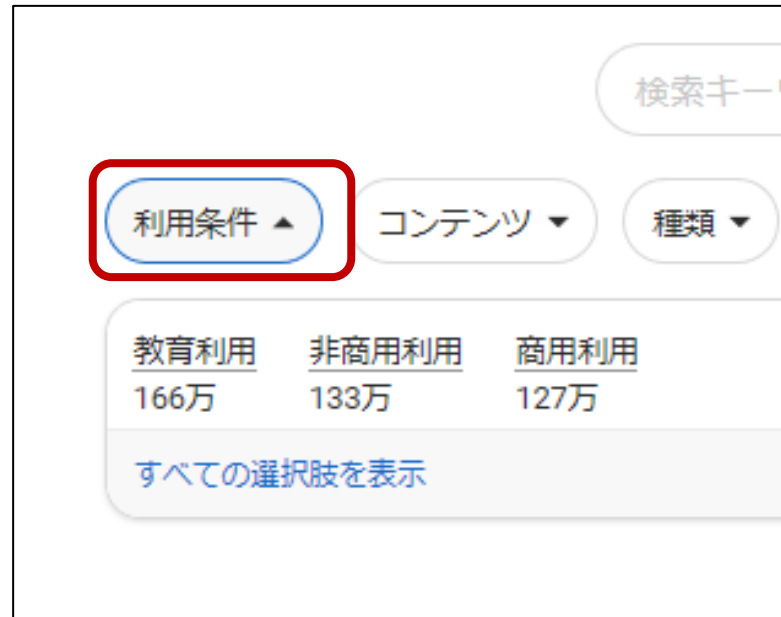 検索キー
利用条件 コンテンツ 種類
教育利用 非商用利用 商用利用
166万 133万 127万
すべての選択肢を表示